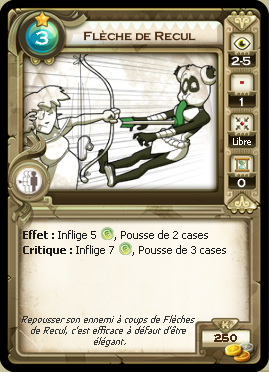 3
Flèche de Recul
2-5
1
Libre
0
Effet : Inflige 5 , Pousse de 2 cases
Critique : Inflige 7 , Pousse de 3 cases
Repousser son ennemi à coups de Flèches
de Recul, c'est efficace à défaut d'être
élégant.
K
250